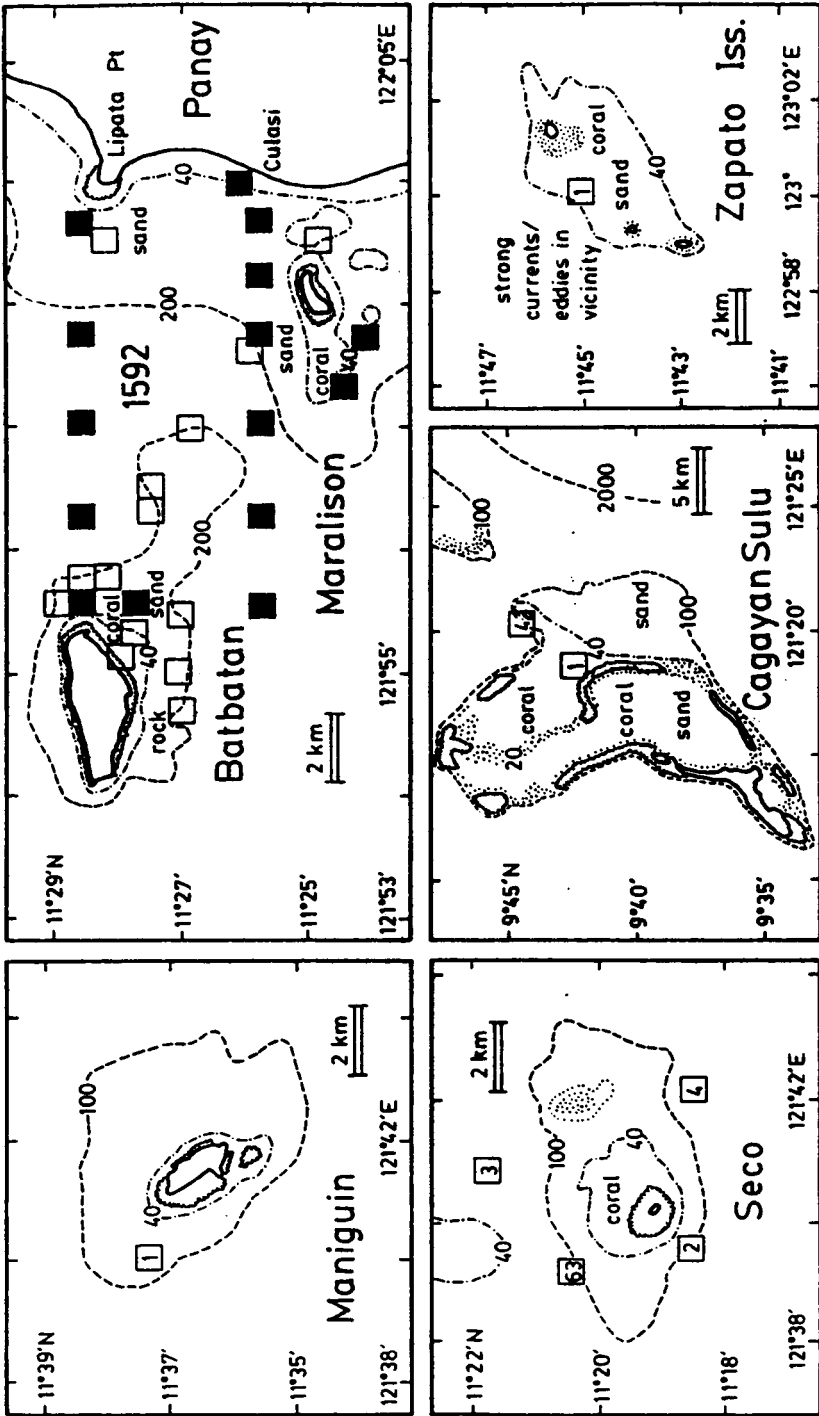 11°39'N
11°37'
11°35'
121°38'
121°42'E
100
40
1
2 km
Maniguin
11°29'N
11°27'
11°25'
121°53'
121°55'
122°05'E
Lipata Pt
Panay
Culasi
40
sand
200
1592
sand
coral
40
200
coral
sand
40
rock
Batbatan
Maralison
2 km
11°22'N
11°20'
11°18'
121°38'
121°42'E
2 km
40
100
40
coral
3
63
2
4
Seco
9°45'N
9°40'
9°35'
121°20'
121°25'E
100
2000
5 km
42
1
40
20
coral
coral
sand
sand
100
Cagayan Sulu
11°47'
11°45'
11°43'
11°41'
122°58'
123°
123°02'E
strong
currents/
eddies in
vicinity
1
coral
sand
40
2 km
Zapato Iss.